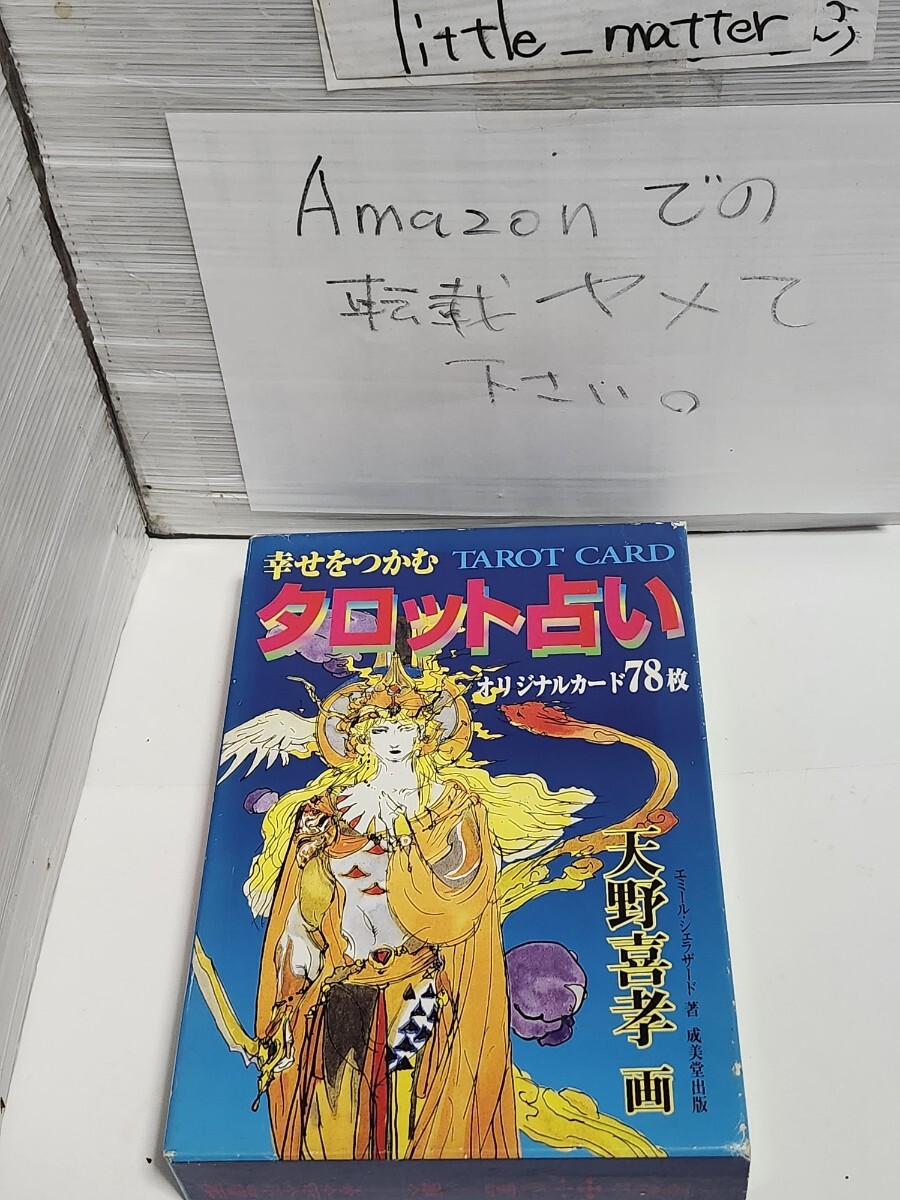 little_matter_
Amazonでの
転載ヤメて
下さい。
幸せをつかむ TAROT CARD
タロット占い
オリジナルカード78枚
天野喜孝 画
エミール・シェラザード 著 成美堂出版